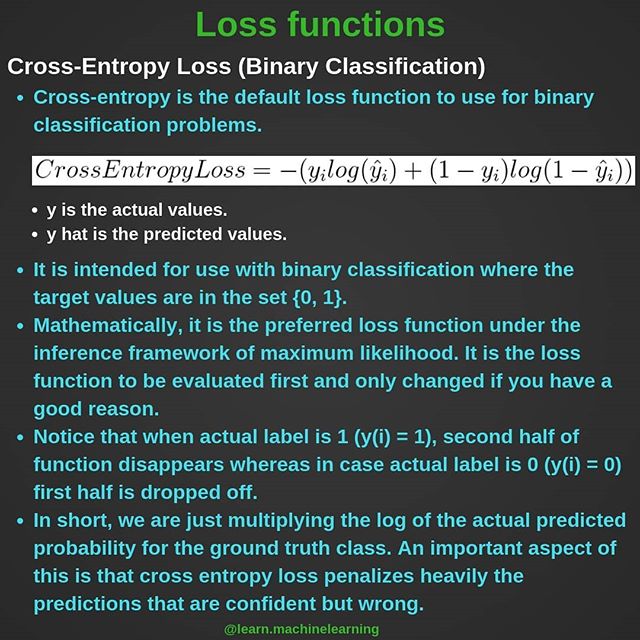 Loss functions
Cross-Entropy Loss (Binary Classification)
• Cross-entropy is the default loss function to use for binary
classification problems.
CrossEntropyLoss = −(yᵢlog(ŷᵢ) + (1 − yᵢ)log(1 − ŷᵢ))
• y is the actual values.
• y hat is the predicted values.
• It is intended for use with binary classification where the
target values are in the set {0, 1}.
• Mathematically, it is the preferred loss function under the
inference framework of maximum likelihood. It is the loss
function to be evaluated first and only changed if you have a
good reason.
• Notice that when actual label is 1 (y(i) = 1), second half of
function disappears whereas in case actual label is 0 (y(i) = 0)
first half is dropped off.
• In short, we are just multiplying the log of the actual predicted
probability for the ground truth class. An important aspect of
this is that cross entropy loss penalizes heavily the
predictions that are confident but wrong.
@learn.machinelearning